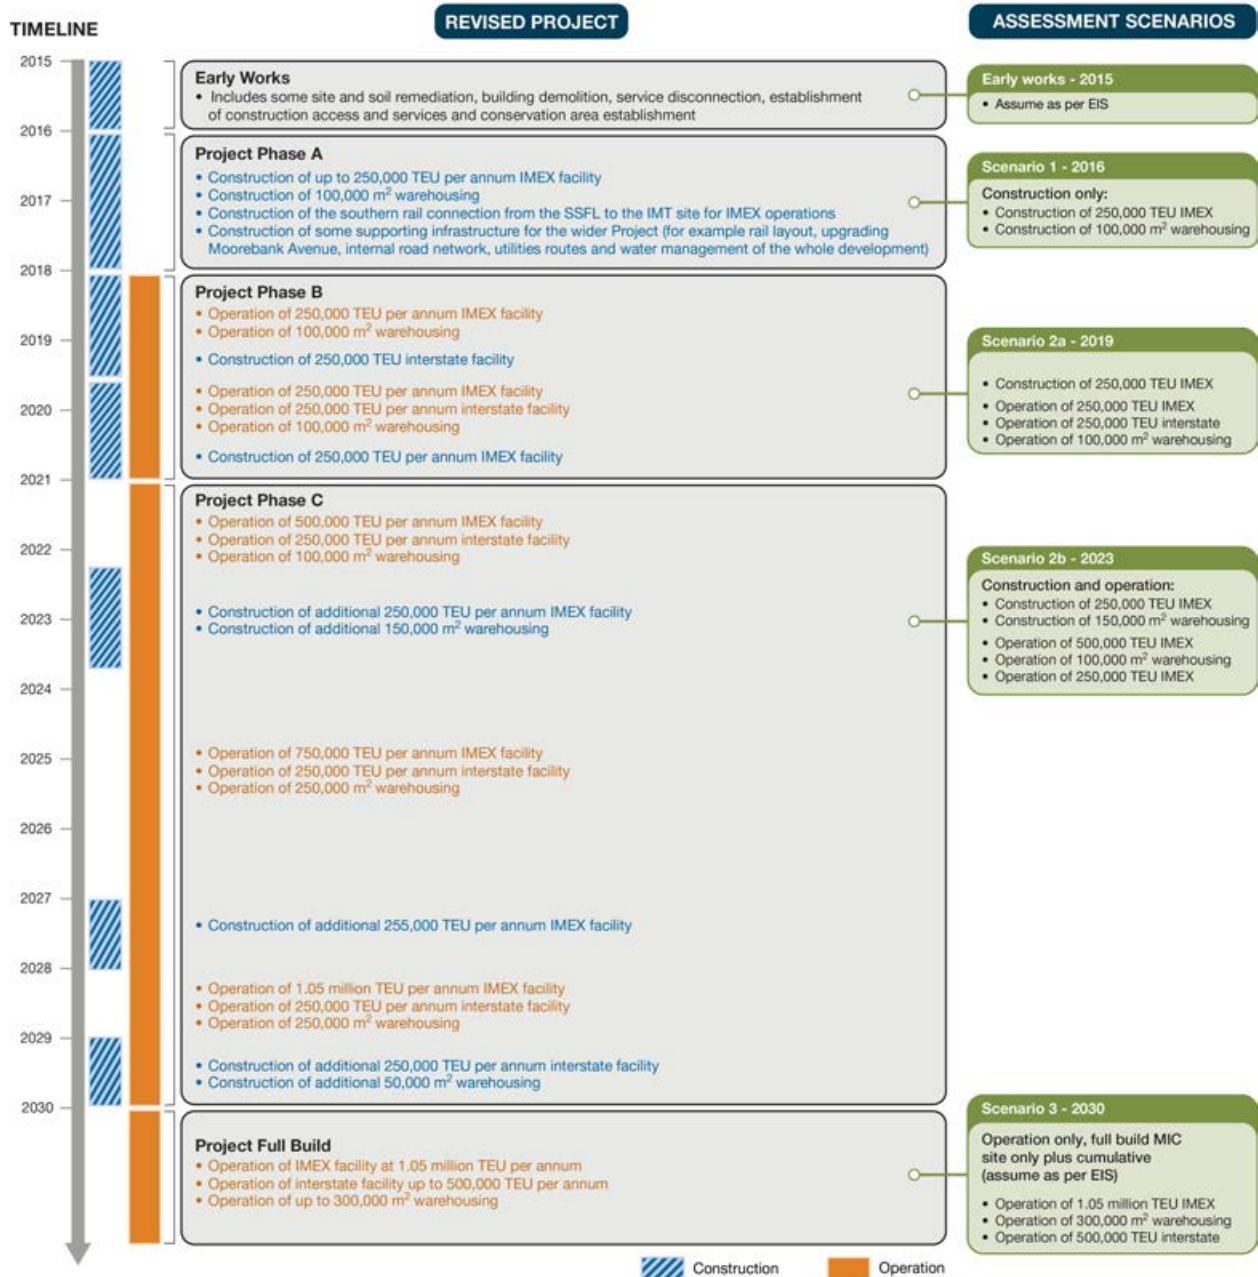 TIMELINE
REVISED PROJECT
ASSESSMENT SCENARIOS
2015
2016
2017
2018
2019
2020
2021
2022
2023
2024
2025
2026
2027
2028
2029
2030
Early Works
• Includes some site and soil remediation, building demolition, service disconnection, establishment
of construction access and services and conservation area establishment
Early works - 2015
• Assume as per EIS
Project Phase A
• Construction of up to 250,000 TEU per annum IMEX facility
• Construction of 100,000 m² warehousing
• Construction of the southern rail connection from the SSFL to the IMT site for IMEX operations
• Construction of some supporting infrastructure for the wider Project (for example rail layout, upgrading
Moorebank Avenue, internal road network, utilities routes and water management of the whole development)
Scenario 1 - 2016
Construction only:
• Construction of 250,000 TEU IMEX
• Construction of 100,000 m² warehousing
Project Phase B
• Operation of 250,000 TEU per annum IMEX facility
• Operation of 100,000 m² warehousing
• Construction of 250,000 TEU interstate facility
• Operation of 250,000 TEU per annum IMEX facility
• Operation of 250,000 TEU per annum interstate facility
• Operation of 100,000 m² warehousing
• Construction of 250,000 TEU per annum IMEX facility
Scenario 2a - 2019
• Construction of 250,000 TEU IMEX
• Operation of 250,000 TEU IMEX
• Operation of 250,000 TEU interstate
• Operation of 100,000 m² warehousing
Project Phase C
• Operation of 500,000 TEU per annum IMEX facility
• Operation of 250,000 TEU per annum interstate facility
• Operation of 100,000 m² warehousing
• Construction of additional 250,000 TEU per annum IMEX facility
• Construction of additional 150,000 m² warehousing
• Operation of 750,000 TEU per annum IMEX facility
• Operation of 250,000 TEU per annum interstate facility
• Operation of 250,000 m² warehousing
• Construction of additional 255,000 TEU per annum IMEX facility
• Operation of 1.05 million TEU per annum IMEX facility
• Operation of 250,000 TEU per annum interstate facility
• Operation of 250,000 m² warehousing
• Construction of additional 250,000 TEU per annum interstate facility
• Construction of additional 50,000 m² warehousing
Scenario 2b - 2023
Construction and operation:
• Construction of 250,000 TEU IMEX
• Construction of 150,000 m² warehousing
• Operation of 500,000 TEU IMEX
• Operation of 100,000 m² warehousing
• Operation of 250,000 TEU IMEX
Project Full Build
• Operation of IMEX facility at 1.05 million TEU per annum
• Operation of interstate facility up to 500,000 TEU per annum
• Operation of up to 300,000 m² warehousing
Scenario 3 - 2030
Operation only, full build MIC
site only plus cumulative
(assume as per EIS)
• Operation of 1.05 million TEU IMEX
• Operation of 300,000 m² warehousing
• Operation of 500,000 TEU interstate
Construction
Operation